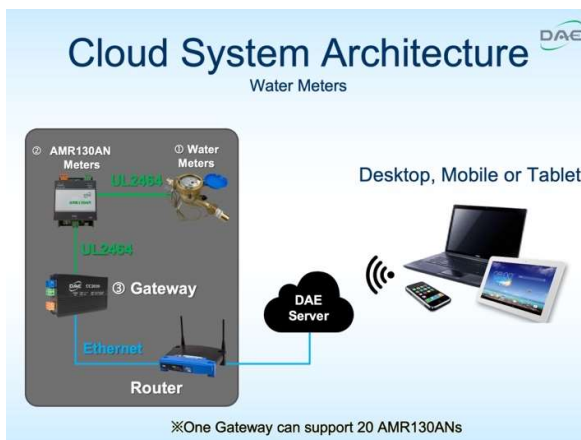 Cloud System Architecture
DAE
Water Meters
② AMR130AN
Meters
① Water
Meters
UL2464
UL2464
DAE
③ Gateway
Ethernet
Router
DAE
Server
Desktop, Mobile or Tablet
※One Gateway can support 20 AMR130ANs